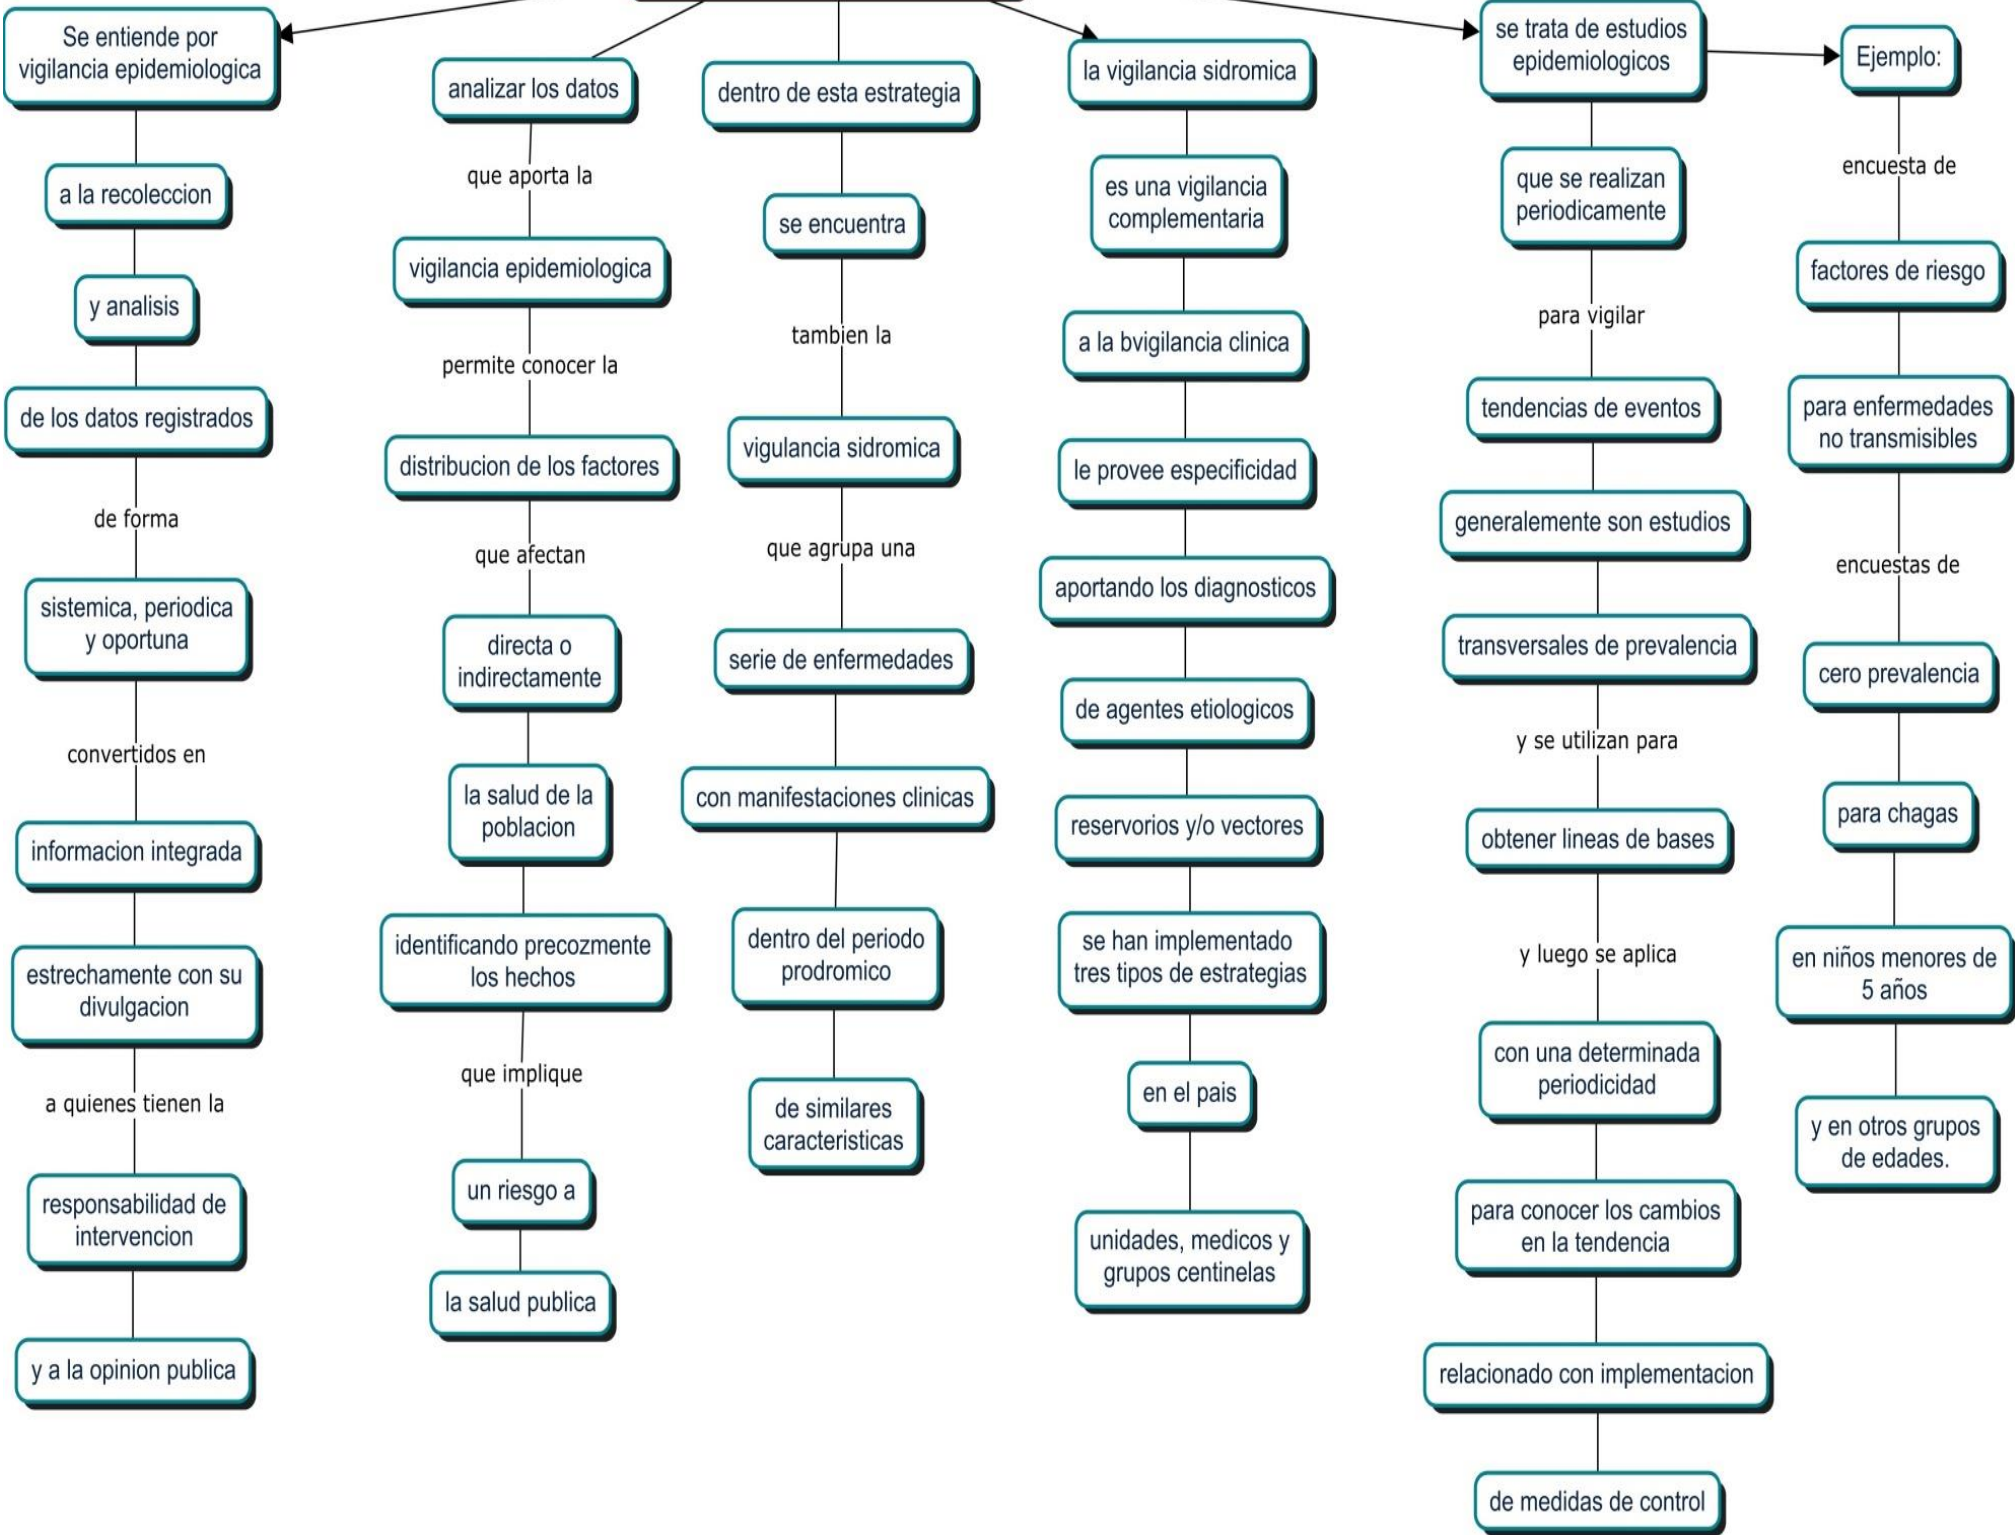 Se entiende por
vigilancia epidemiologica
a la recoleccion
y analisis
de los datos registrados
de forma
sistemica, periodica
y oportuna
convertidos en
informacion integrada
estrechamente con su
divulgacion
a quienes tienen la
responsabilidad de
intervencion
y a la opinion publica
analizar los datos
que aporta la
vigilancia epidemiologica
permite conocer la
distribucion de los factores
que afectan
directa o
indirectamente
la salud de la
poblacion
identificando precozmente
los hechos
que implique
un riesgo a
la salud publica
dentro de esta estrategia
se encuentra
tambien la
vigulancia sidromica
que agrupa una
serie de enfermedades
con manifestaciones clinicas
dentro del periodo
prodromico
de similares
caracteristicas
la vigilancia sidromica
es una vigilancia
complementaria
a la bvigilancia clinica
le provee especificidad
aportando los diagnosticos
de agentes etiologicos
reservorios y/o vectores
se han implementado
tres tipos de estrategias
en el pais
unidades, medicos y
grupos centinelas
se trata de estudios
epidemiologicos
que se realizan
periodicamente
para vigilar
tendencias de eventos
generalemente son estudios
transversales de prevalencia
y se utilizan para
obtener lineas de bases
y luego se aplica
con una determinada
periodicidad
para conocer los cambios
en la tendencia
relacionado con implementacion
de medidas de control
Ejemplo:
encuesta de
factores de riesgo
para enfermedades
no transmisibles
encuestas de
cero prevalencia
para chagas
en niños menores de
5 años
y en otros grupos
de edades.